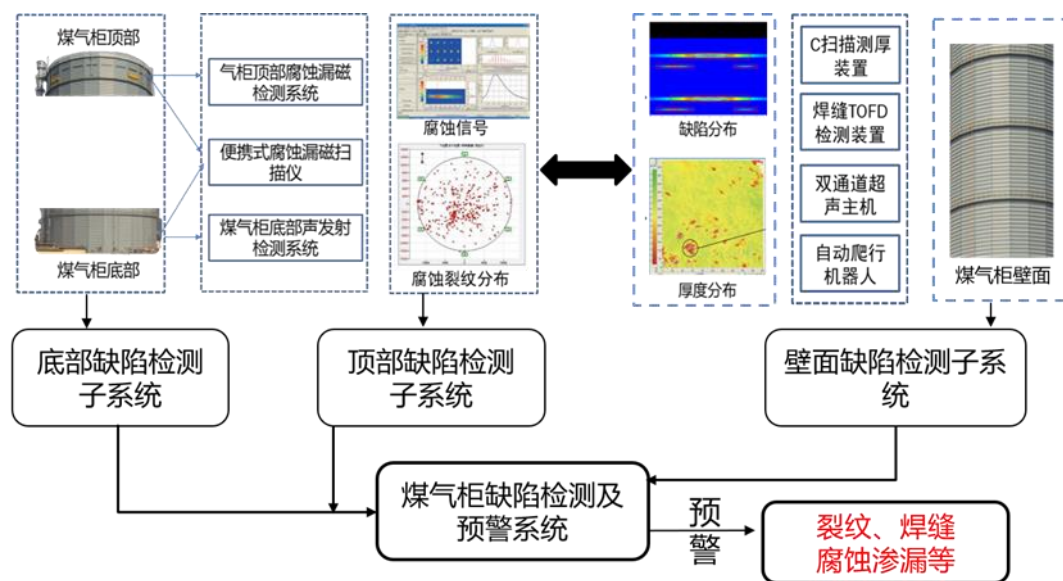 煤气柜顶部
煤气柜底部
气柜顶部腐蚀漏磁
检测系统
便携式腐蚀漏磁扫
描仪
煤气柜底部声发射
检测系统
腐蚀信号
腐蚀裂纹分布
缺陷分布
厚度分布
C扫描测厚
装置
焊缝TOFD
检测装置
双通道超
声主机
自动爬行
机器人
煤气柜壁面
底部缺陷检测
子系统
顶部缺陷检测
子系统
壁面缺陷检测子系
统
煤气柜缺陷检测及
预警系统
预
警
裂纹、焊缝
腐蚀渗漏等